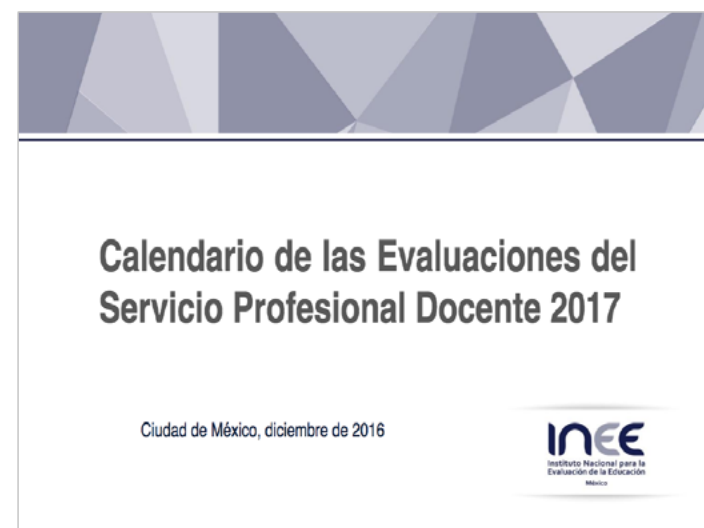 Calendario de las Evaluaciones del
Servicio Profesional Docente 2017
Ciudad de México, diciembre de 2016
INEE
Instituto Nacional para la
Evaluación de la Educación
México